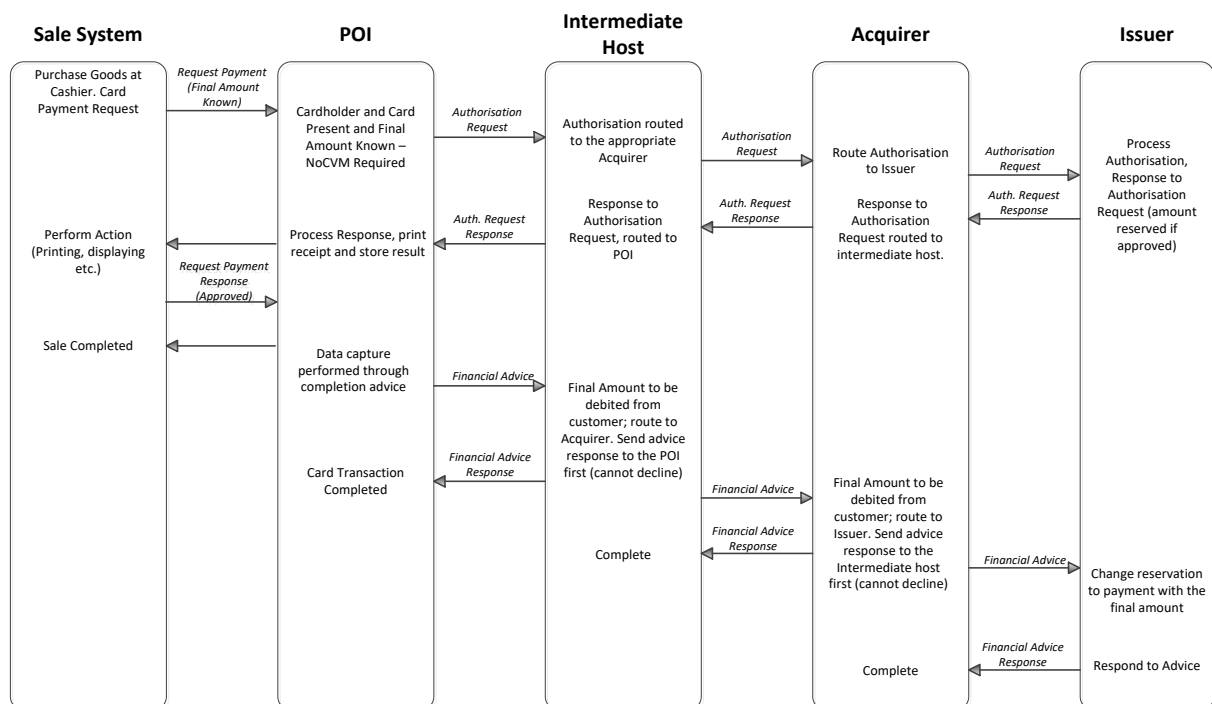 Sale System
POI
Intermediate
Host
Acquirer
Issuer
Purchase Goods at
Cashier. Card
Payment Request
Request Payment
(Final Amount
Known)
Cardholder and Card
Present and Final
Amount Known –
NoCVM Required
Authorisation
Request
Authorisation routed
to the appropriate
Acquirer
Authorisation
Request
Route Authorisation
to Issuer
Authorisation
Request
Process
Authorisation,
Response to
Authorisation
Request (amount
reserved if
approved)
Auth. Request
Response
Response to
Authorisation
Request routed to
intermediate host.
Auth. Request
Response
Response to
Authorisation
Request, routed to
POI
Auth. Request
Response
Process Response, print
receipt and store result
Perform Action
(Printing, displaying
etc.)
Request Payment
Response
(Approved)
Sale Completed
Data capture
performed through
completion advice
Financial Advice
Final Amount to be
debited from
customer; route to
Acquirer. Send advice
response to the POI
first (cannot decline)
Financial Advice
Response
Card Transaction
Completed
Financial Advice
Final Amount to be
debited from
customer; route to
Issuer. Send advice
response to the
Intermediate host
first (cannot decline)
Financial Advice
Response
Complete
Financial Advice
Change reservation
to payment with the
final amount
Financial Advice
Response
Respond to Advice
Complete